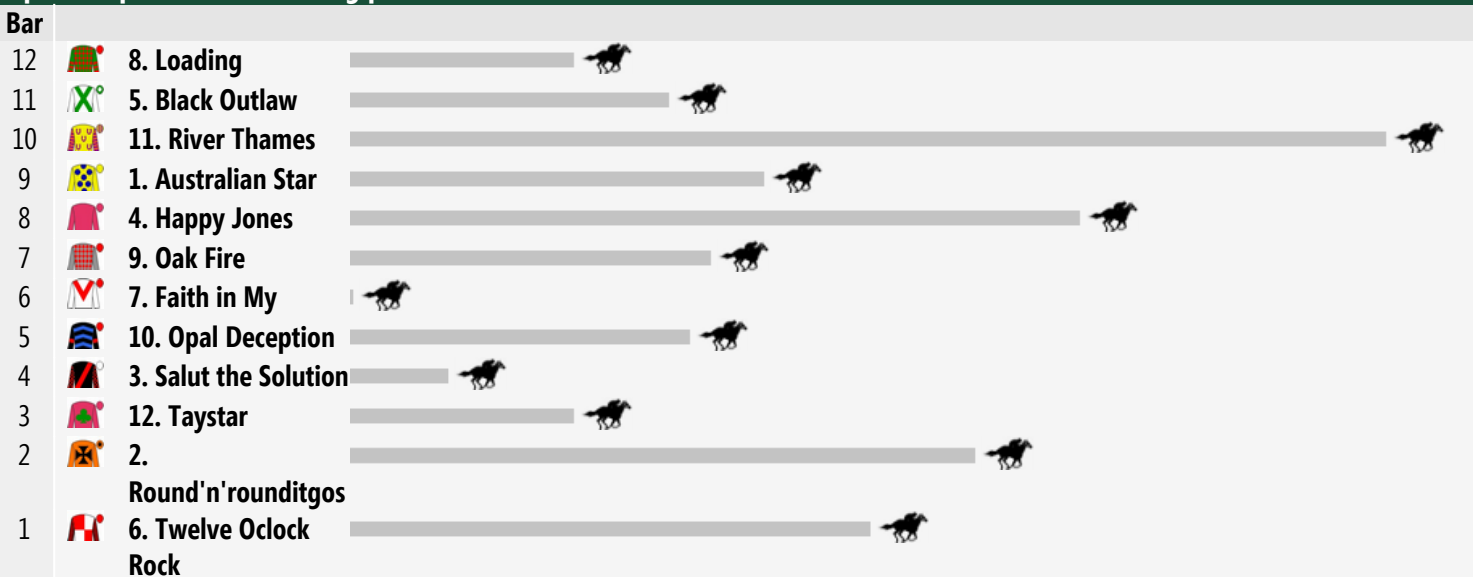 Bar
12 8. Loading
11 5. Black Outlaw
10 11. River Thames
9 1. Australian Star
8 4. Happy Jones
7 9. Oak Fire
6 7. Faith in My
5 10. Opal Deception
4 3. Salut the Solution
3 12. Taystar
2 2.
Round'n'rounditgos
1 6. Twelve Oclock
Rock